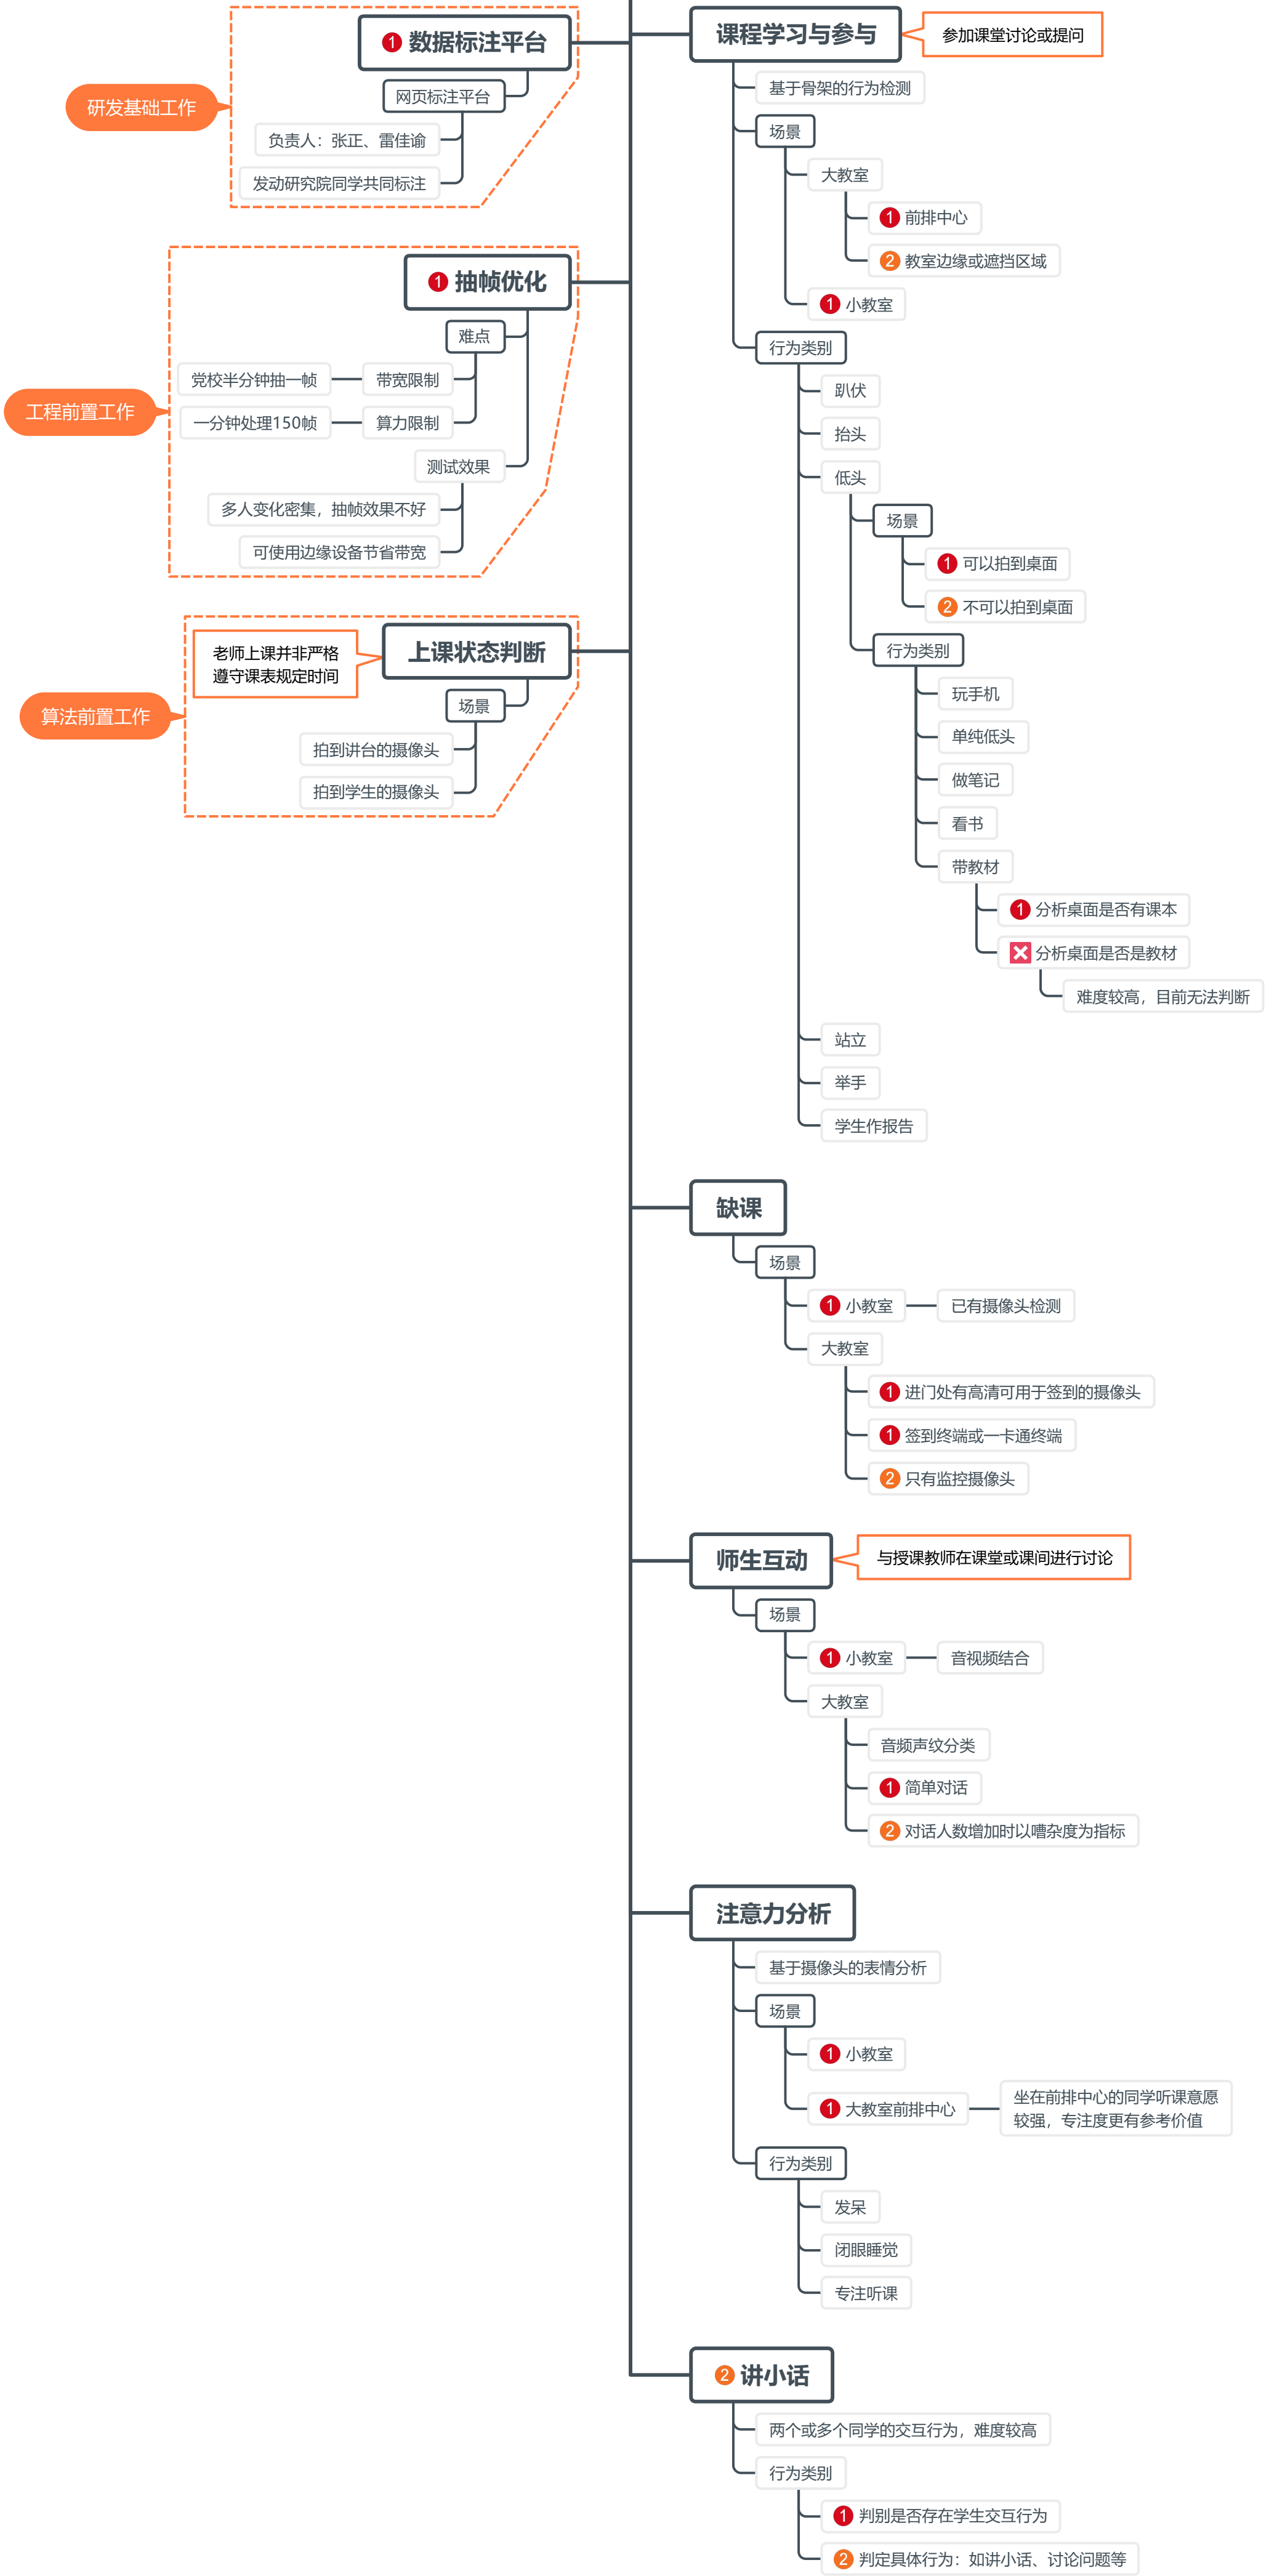 研发基础工作
1 数据标注平台
网页标注平台
负责人：张正、雷佳谕
发动研究院同学共同标注
工程前置工作
1 抽帧优化
难点
党校半分钟抽一帧
带宽限制
一分钟处理150帧
算力限制
测试效果
多人变化密集，抽帧效果不好
可使用边缘设备节省带宽
算法前置工作
老师上课并非严格
遵守课表规定时间
上课状态判断
场景
拍到讲台的摄像头
拍到学生的摄像头
课程学习与参与
参加课堂讨论或提问
基于骨架的行为检测
场景
大教室
1 前排中心
2 教室边缘或遮挡区域
1 小教室
行为类别
趴伏
抬头
低头
场景
1 可以拍到桌面
2 不可以拍到桌面
行为类别
玩手机
单纯低头
做笔记
看书
带教材
1 分析桌面是否有课本
分析桌面是否是教材
难度较高，目前无法判断
站立
举手
学生作报告
缺课
场景
1 小教室
已有摄像头检测
大教室
1 进门处有高清可用于签到的摄像头
1 签到终端或一卡通终端
2 只有监控摄像头
师生互动
与授课教师在课堂或课间进行讨论
场景
1 小教室
音视频结合
大教室
音频声纹分类
1 简单对话
2 对话人数增加时以嘈杂度为指标
注意力分析
基于摄像头的表情分析
场景
1 小教室
1 大教室前排中心
坐在前排中心的同学听课意愿
较强，专注度更有参考价值
行为类别
发呆
闭眼睡觉
专注听课
2 讲小话
两个或多个同学的交互行为，难度较高
行为类别
1 判别是否存在学生交互行为
2 判定具体行为：如讲小话、讨论问题等